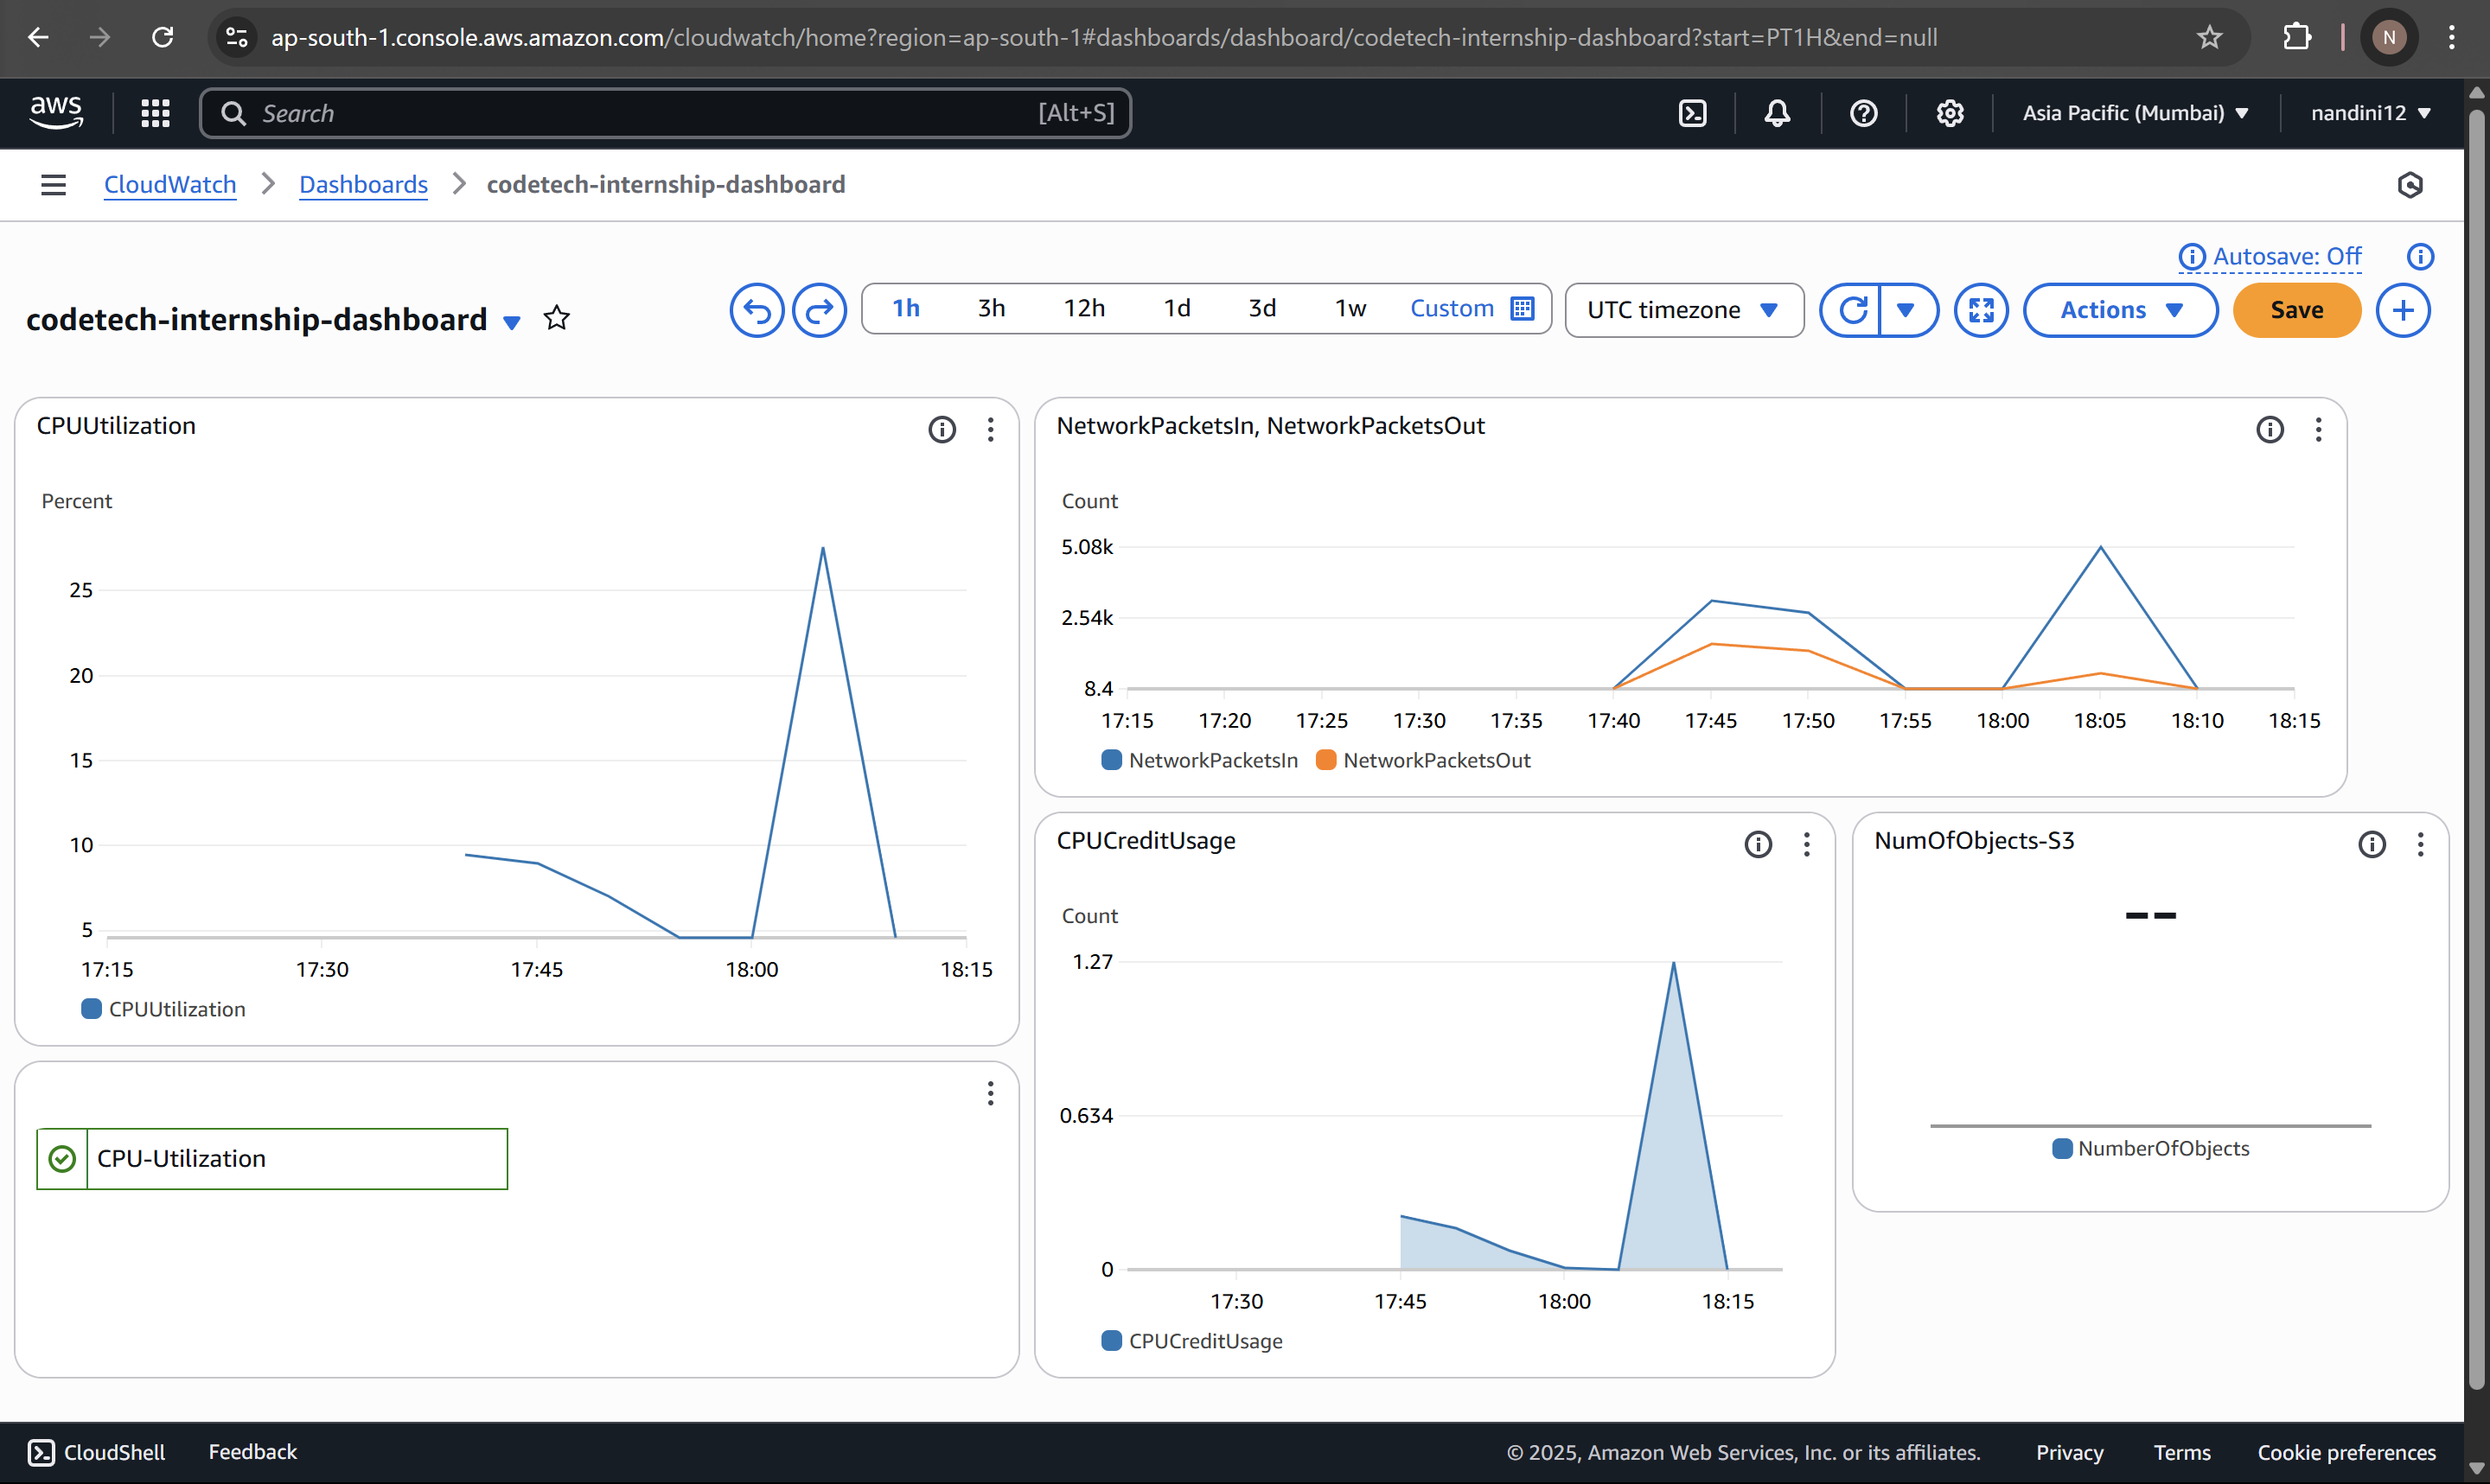 ap-south-1.console.aws.amazon.com/cloudwatch/home?region=ap-south-1#dashboards/dashboard/codetech-internship-dashboard?start=PT1H&end=null
N
aws
Search
[Alt+S]
Asia Pacific (Mumbai)
nandini12
CloudWatch
Dashboards
codetech-internship-dashboard
Autosave: Off
codetech-internship-dashboard
1h 3h 12h 1d 3d 1w Custom
UTC timezone
Actions
Save
CPUUtilization
Percent
25
20
15
10
5
17:15 17:30 17:45 18:00 18:15
CPUUtilization
NetworkPacketsIn, NetworkPacketsOut
Count
5.08k
2.54k
8.4
17:15 17:20 17:25 17:30 17:35 17:40 17:45 17:50 17:55 18:00 18:05 18:10 18:15
NetworkPacketsIn NetworkPacketsOut
CPU-Utilization
CPUCreditUsage
Count
1.27
0.634
0
17:30 17:45 18:00 18:15
CPUCreditUsage
NumOfObjects-S3
--
NumberOfObjects
CloudShell
Feedback
© 2025, Amazon Web Services, Inc. or its affiliates.
Privacy
Terms
Cookie preferences